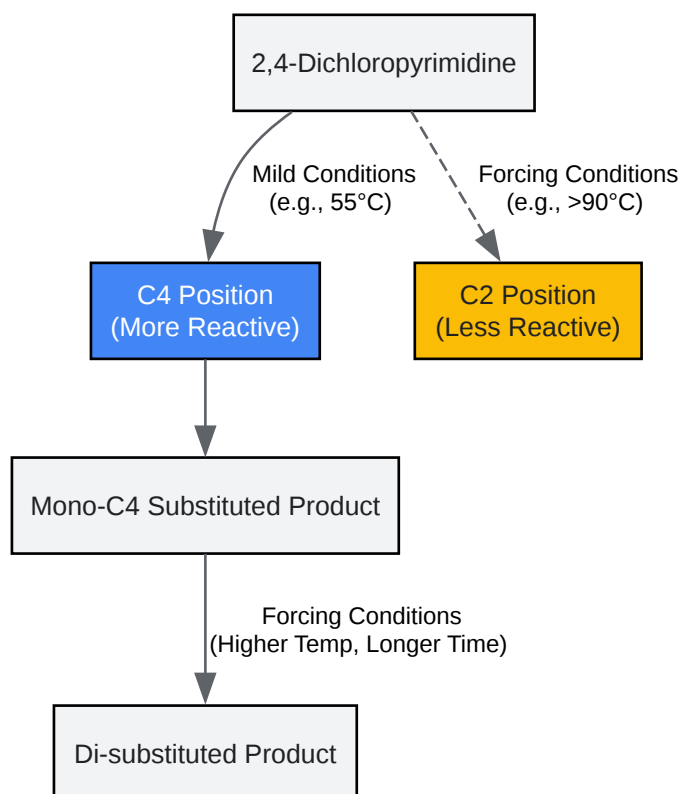 2,4-Dichloropyrimidine
Mild Conditions
(e.g., 55°C)
Forcing Conditions
(e.g., >90°C)
C4 Position
(More Reactive)
C2 Position
(Less Reactive)
Mono-C4 Substituted Product
Forcing Conditions
(Higher Temp, Longer Time)
Di-substituted Product